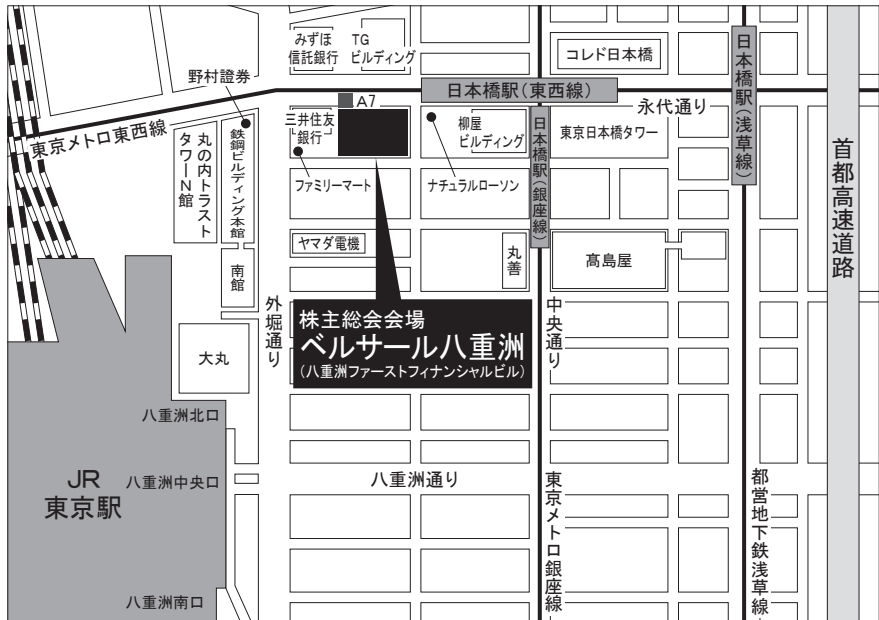 みずほ
信託銀行
TG
ビルディング
コレド日本橋
野村證券
日本橋駅(東西線)
永代通り
日本橋駅(浅草線)
首都高速道路
A7
東京メトロ東西線
三井住友
銀行
柳屋
ビルディング
日本橋駅(銀座線)
東京日本橋タワー
丸の内トラスト
タワーN館
鉄鋼ビルディング本館
ファミリーマート
ナチュラルローソン
ヤマダ電機
丸善
髙島屋
南館
外堀通り
株主総会会場
ベルサール八重洲
(八重洲ファーストフィナンシャルビル)
中央通り
大丸
八重洲北口
JR
東京駅
八重洲中央口
八重洲通り
東京メトロ銀座線
都営地下鉄浅草線
八重洲南口